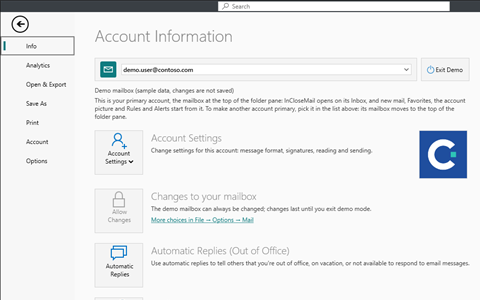 Search
Account Information
Info
demo.user@contoso.com
Exit Demo
Analytics
Open & Export
Demo mailbox (sample data, changes are not saved)
This is your primary account, the mailbox at the top of the folder pane: InCloseMail opens on its Inbox, and new mail, Favorites, the account
picture and Rules and Alerts start from it. To make another account primary, pick it in the list above: its mailbox moves to the top of the
folder pane.
Save As
Print
Account
Options
Account
Settings
Account Settings
Change settings for this account: message format, signatures, reading and sending.
C
Allow
Changes
Changes to your mailbox
The demo mailbox can always be changed; changes last until you exit demo mode.
More choices in File → Options → Mail
Automatic
Replies
Automatic Replies (Out of Office)
Use automatic replies to tell others that you're out of office, on vacation, or not available to respond to email messages.